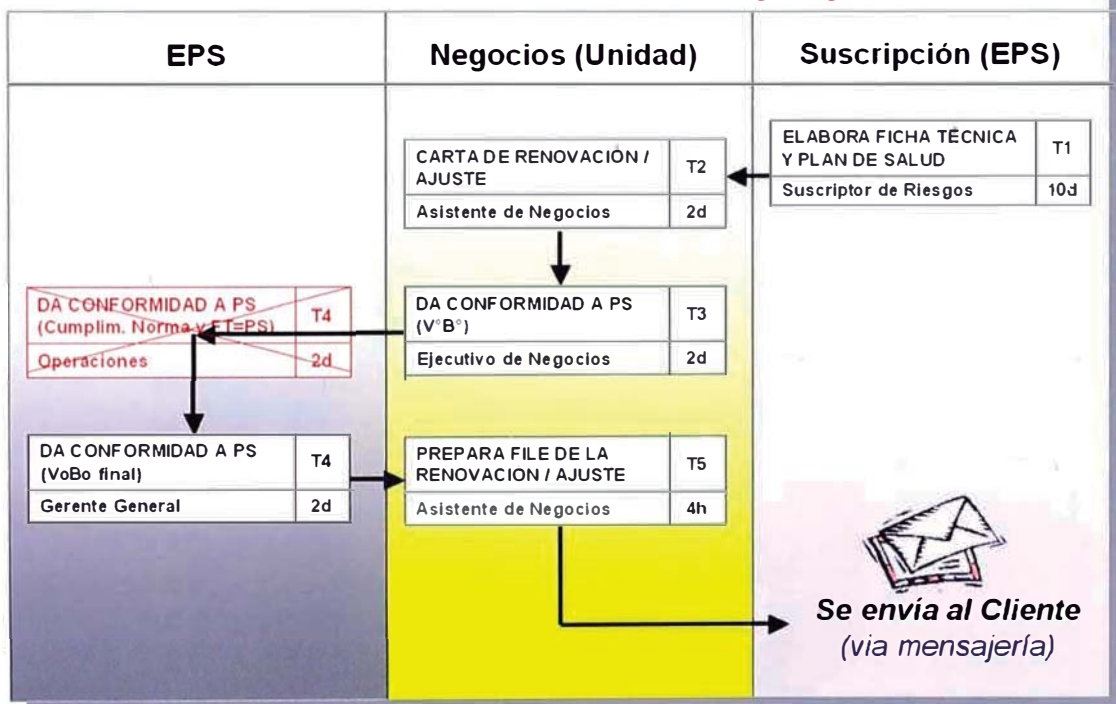 EPS
Negocios (Unidad)
Suscripción (EPS)
ELABORA FICHA TÉCNICA
Y PLAN DE SALUD
T1
Suscriptor de Riesgos
10d
CARTA DE RENOVACIÓN /
AJUSTE
T2
Asistente de Negocios
2d
DA CONFORMIDAD A PS
(V°B°)
T3
Ejecutivo de Negocios
2d
DA CONFORMIDAD A PS
(Cumplim. Norma y FT=PS)
T4
Operaciones
2d
DA CONFORMIDAD A PS
(VoBo final)
T4
Gerente General
2d
PREPARA FILE DE LA
RENOVACION / AJUSTE
T5
Asistente de Negocios
4h
Se envía al Cliente
(via mensajería)